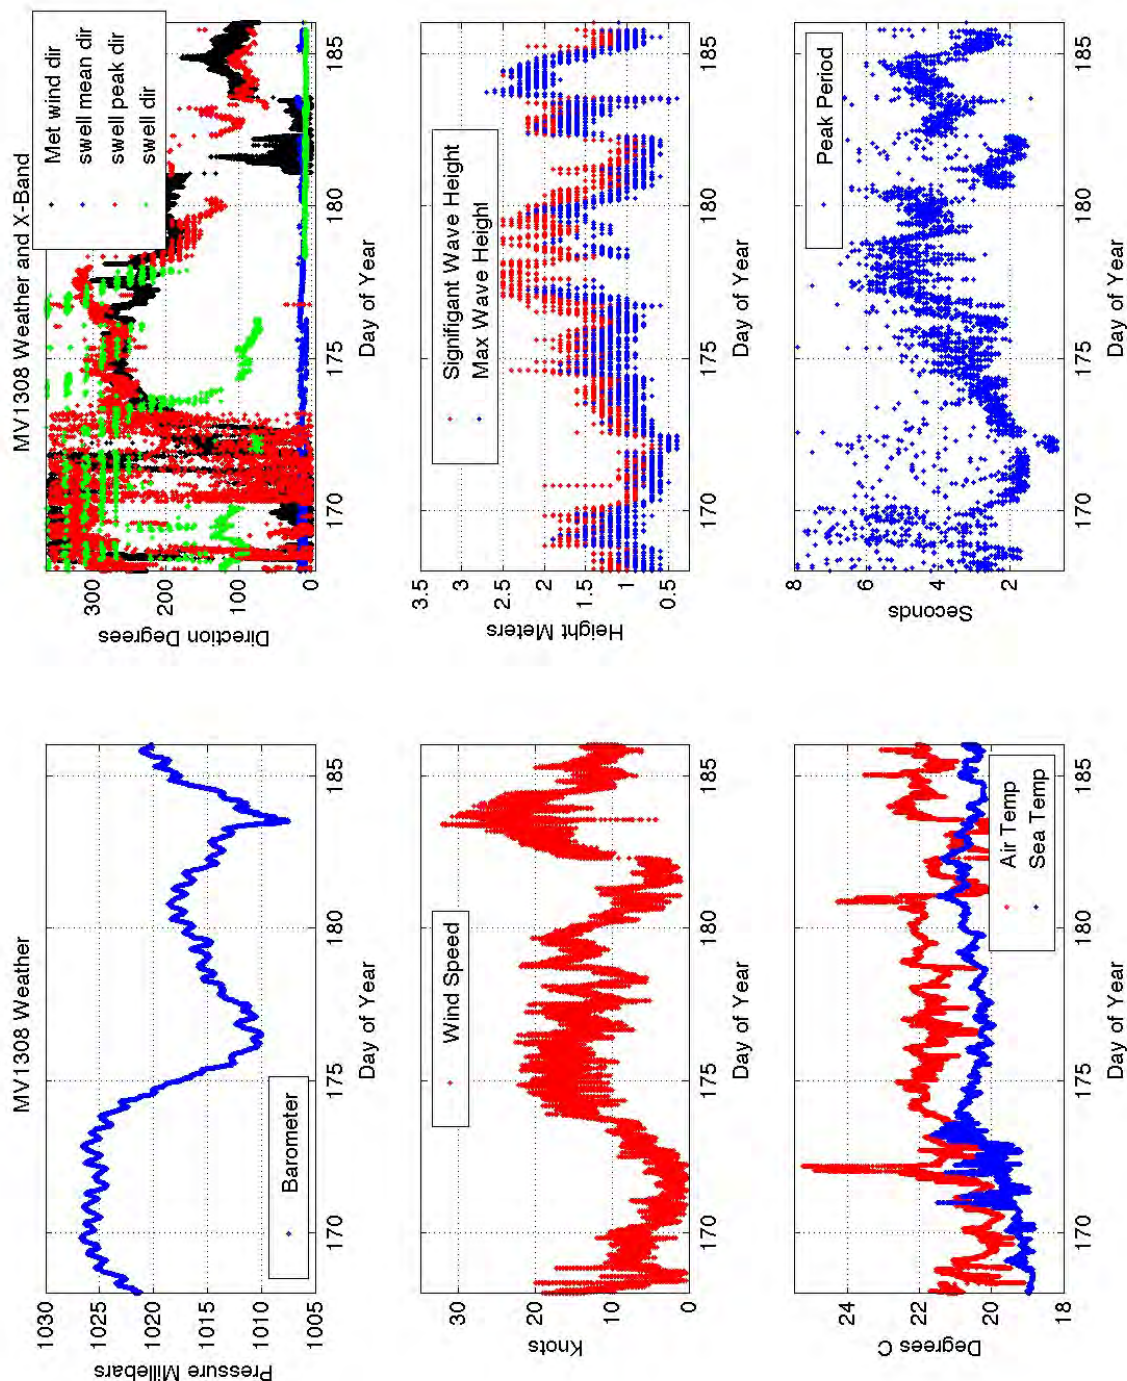 MV1308 Weather
1030
1025
1020
1015
1010
1005
Pressure Millebars
Barometer
170
175
180
185
Day of Year
MV1308 Weather and X-Band
300
200
100
0
Direction Degrees
Met wind dir
swell mean dir
swell peak dir
swell dir
170
175
180
185
Day of Year
30
20
10
0
Knots
Wind Speed
170
175
180
185
Day of Year
3.5
3
2.5
2
1.5
1
0.5
Height Meters
Signifigant Wave Height
Max Wave Height
170
175
180
185
Day of Year
24
22
20
18
Degrees C
Air Temp
Sea Temp
170
175
180
185
Day of Year
8
6
4
2
Seconds
Peak Period
170
175
180
185
Day of Year